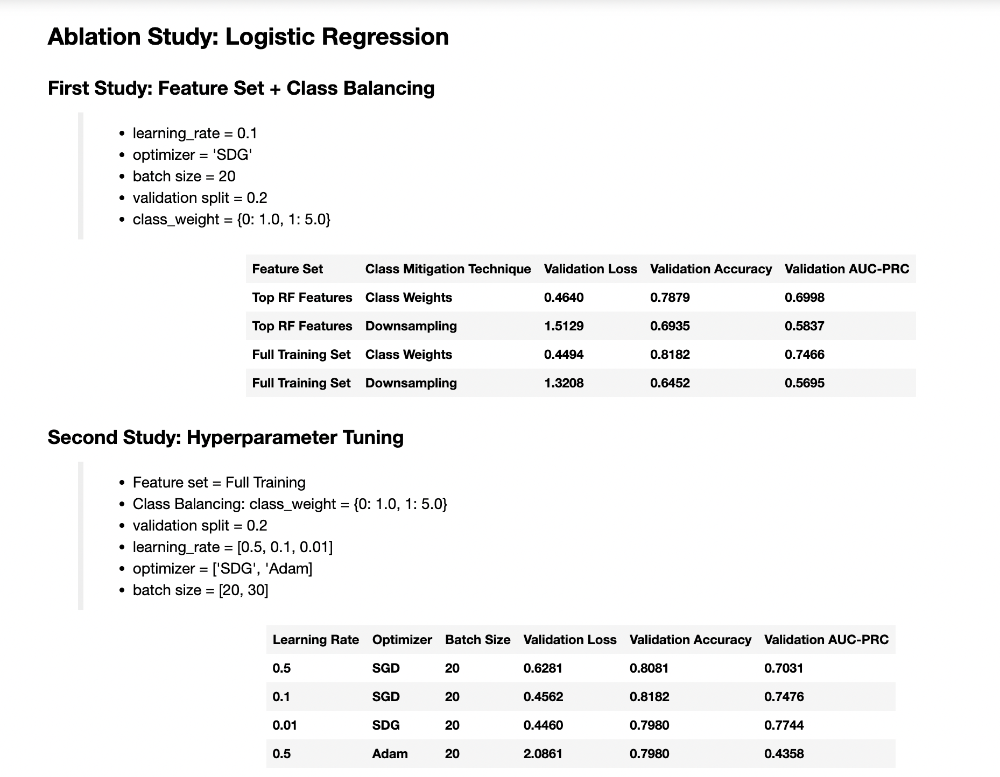 Ablation Study: Logistic Regression
First Study: Feature Set + Class Balancing
• learning_rate = 0.1
• optimizer = 'SDG'
• batch size = 20
• validation split = 0.2
• class_weight = {0: 1.0, 1: 5.0}
Feature Set Class Mitigation Technique Validation Loss Validation Accuracy Validation AUC-PRC
Top RF Features Class Weights 0.4640 0.7879 0.6998
Top RF Features Downsampling 1.5129 0.6935 0.5837
Full Training Set Class Weights 0.4494 0.8182 0.7466
Full Training Set Downsampling 1.3208 0.6452 0.5695
Second Study: Hyperparameter Tuning
• Feature set = Full Training
• Class Balancing: class_weight = {0: 1.0, 1: 5.0}
• validation split = 0.2
• learning_rate = [0.5, 0.1, 0.01]
• optimizer = ['SDG', 'Adam]
• batch size = [20, 30]
Learning Rate Optimizer Batch Size Validation Loss Validation Accuracy Validation AUC-PRC
0.5 SGD 20 0.6281 0.8081 0.7031
0.1 SGD 20 0.4562 0.8182 0.7476
0.01 SDG 20 0.4460 0.7980 0.7744
0.5 Adam 20 2.0861 0.7980 0.4358